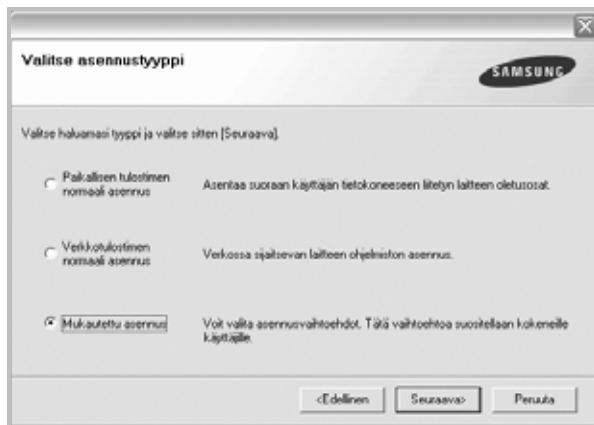 Valitse asennustyyppi
SAMSUNG
Valitse haluamasi tyyppi ja valitse sitten [Seuraava].
Paikallisen tulostimen
normaali asennus
Asentaa suoraan käyttäjän tietokoneeseen liitetyn laitteen oletusosat.
Verkkotulostimen
normaali asennus
Verkossa sijaitsevan laitteen ohjelmiston asennus.
Mukautettu asennus
Voit valita asennusvaihtoehdot. Tätä vaihtoehtoa suositellaan kokeneille
käyttäjille.
<Edellinen
Seuraava>
Peruuta